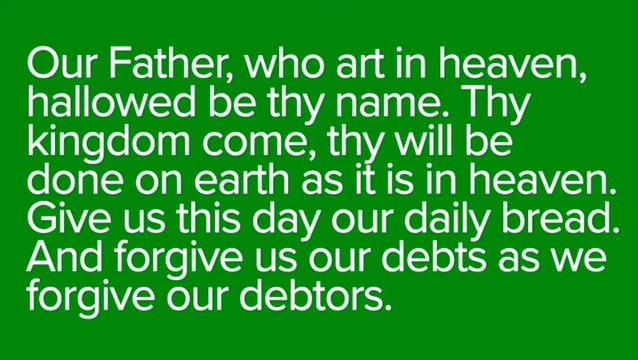 Our Father, who art in heaven,
hallowed be thy name. Thy
kingdom come, thy will be
done on earth as it is in heaven.
Give us this day our daily bread.
And forgive us our debts as we
forgive our debtors.